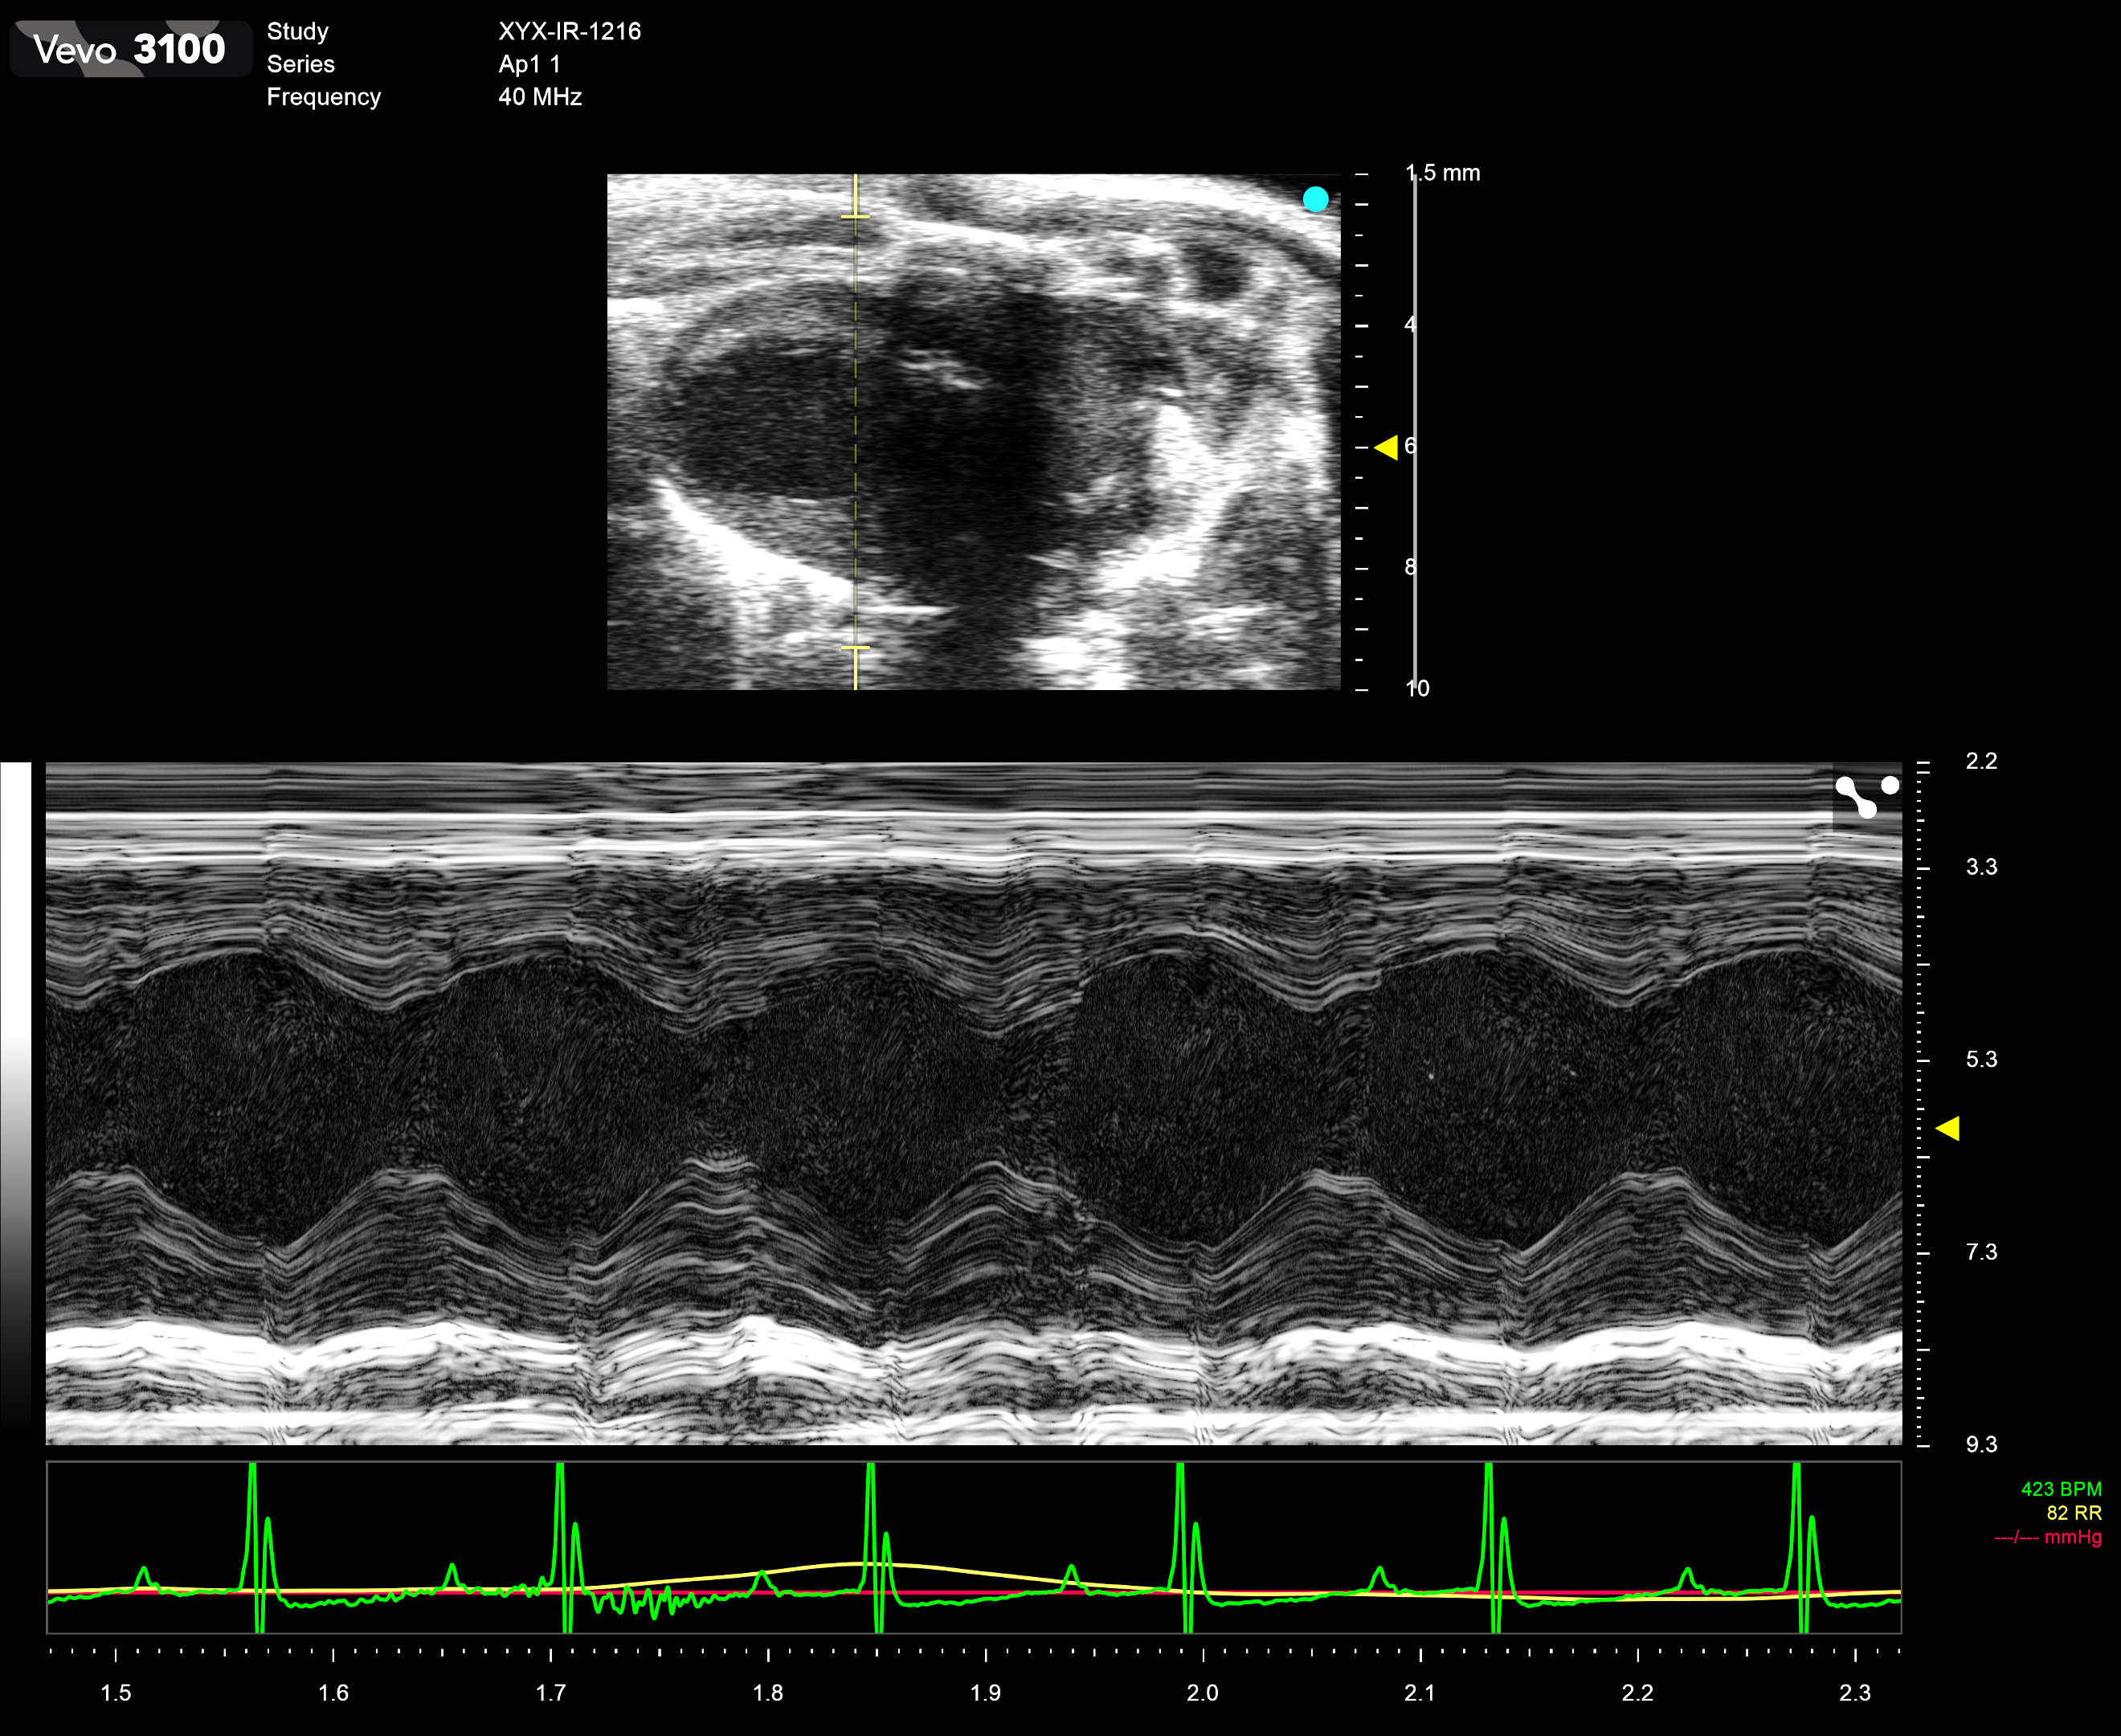 Vevo 3100
Study XYX-IR-1216
Series Ap1 1
Frequency 40 MHz
1.5 mm
4
6
8
10
2.2
3.3
5.3
7.3
9.3
423 BPM
82 RR
---/--- mmHg
1.5 1.6 1.7 1.8 1.9 2.0 2.1 2.2 2.3